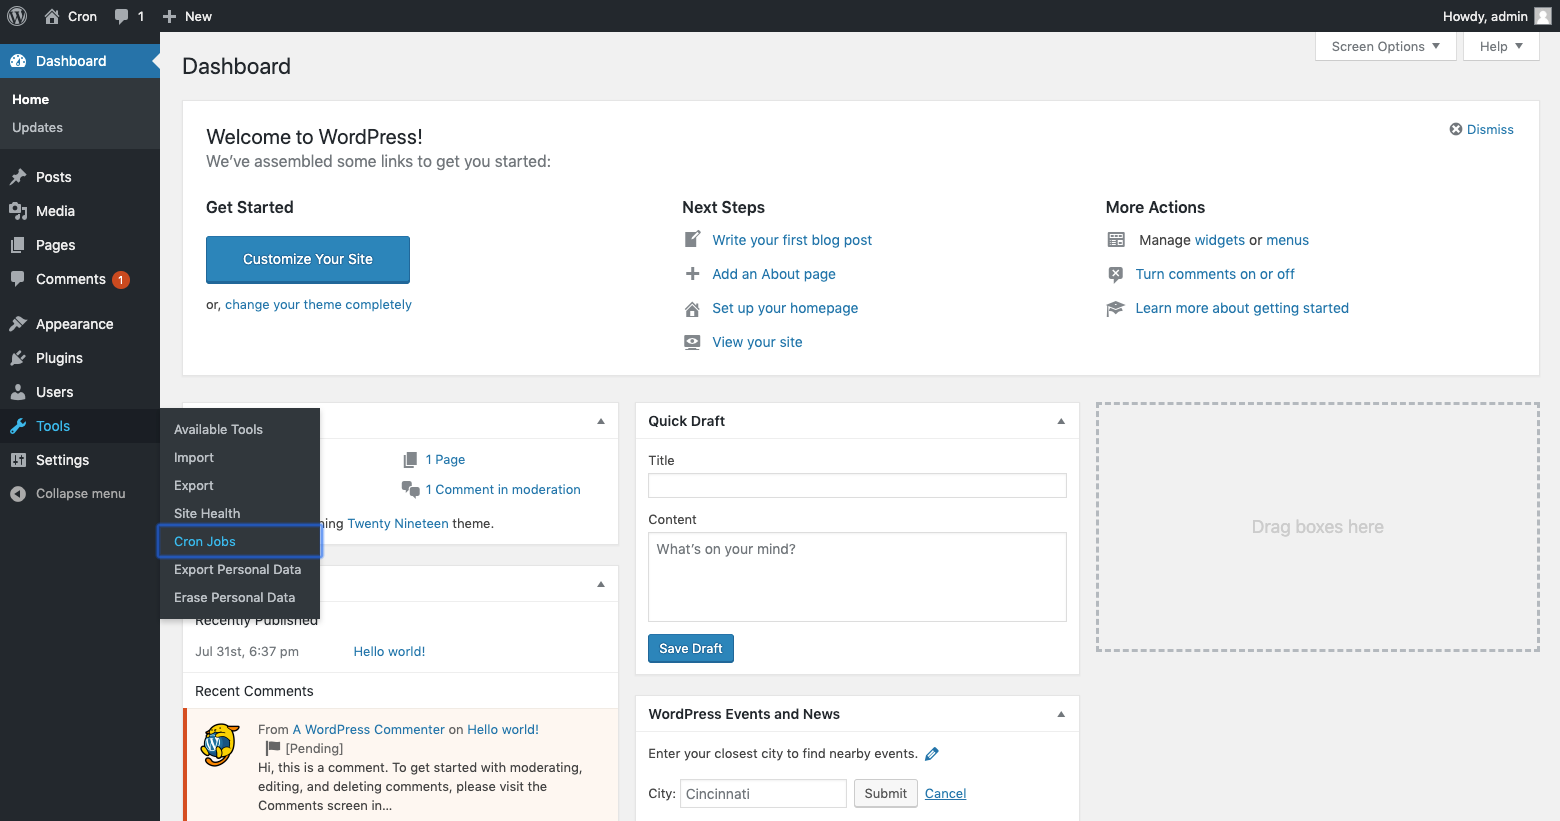 Cron
1
New
Howdy, admin
Dashboard
Home
Updates
Posts
Media
Pages
Comments 1
Appearance
Plugins
Users
Tools
Settings
Collapse menu
Available Tools
Import
Export
Site Health
Cron Jobs
Export Personal Data
Erase Personal Data
Screen Options
Help
Dashboard
Welcome to WordPress!
We've assembled some links to get you started:
Dismiss
Get Started
Customize Your Site
or, change your theme completely
Next Steps
Write your first blog post
Add an About page
Set up your homepage
View your site
More Actions
Manage widgets or menus
Turn comments on or off
Learn more about getting started
1 Page
1 Comment in moderation
ning Twenty Nineteen theme.
Recently Published
Jul 31st, 6:37 pm Hello world!
Recent Comments
From A WordPress Commenter on Hello world!
[Pending]
Hi, this is a comment. To get started with moderating,
editing, and deleting comments, please visit the
Comments screen in...
Quick Draft
Title
Content
What's on your mind?
Save Draft
WordPress Events and News
Enter your closest city to find nearby events.
City: Cincinnati Submit Cancel
Drag boxes here